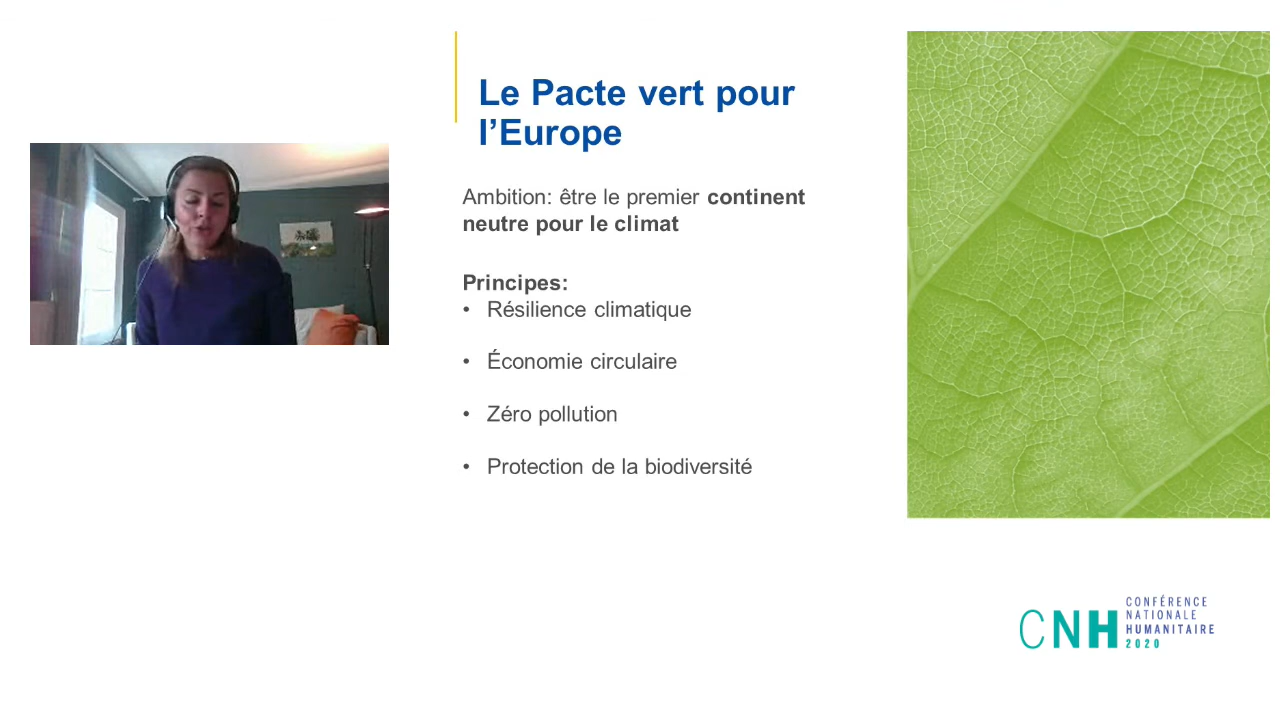 Le Pacte vert pour
l’Europe
Ambition: être le premier continent
neutre pour le climat
Principes:
• Résilience climatique
• Économie circulaire
• Zéro pollution
• Protection de la biodiversité
CNH
CONFÉRENCE
NATIONALE
HUMANITAIRE
2020